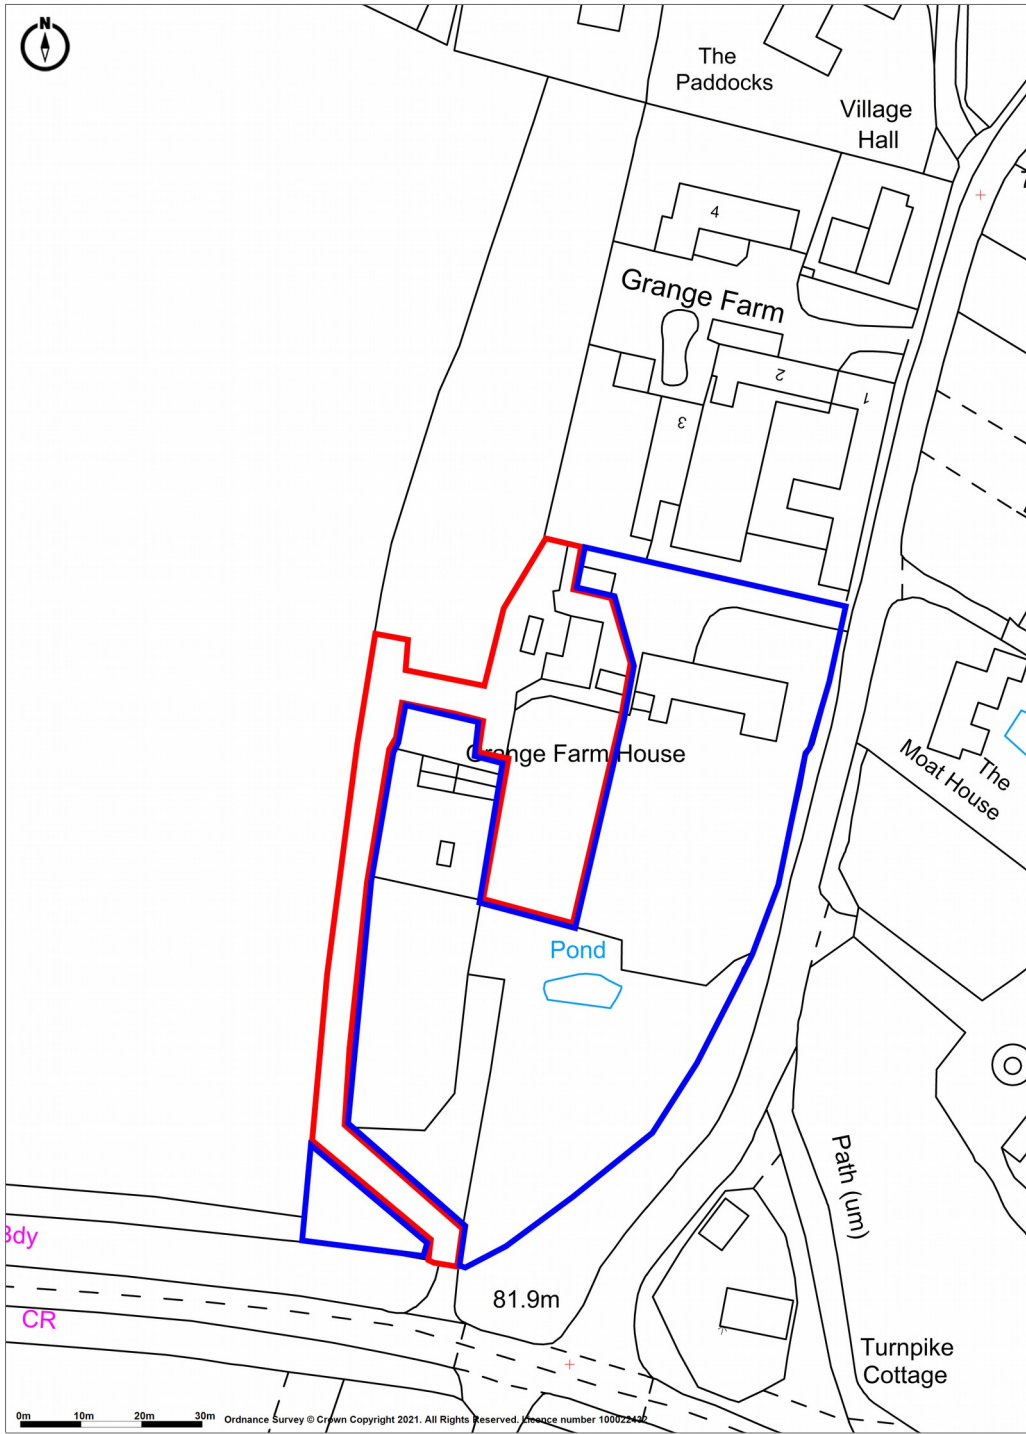 N
The
Paddocks
Village
Hall
4
Grange Farm
2
1
3
Grange Farm House
The
Moat House
Pond
Path (um)
Bdy
81.9m
CR
Turnpike
Cottage
0m 10m 20m 30m
Ordnance Survey © Crown Copyright 2021. All Rights Reserved. Licence number 100022432